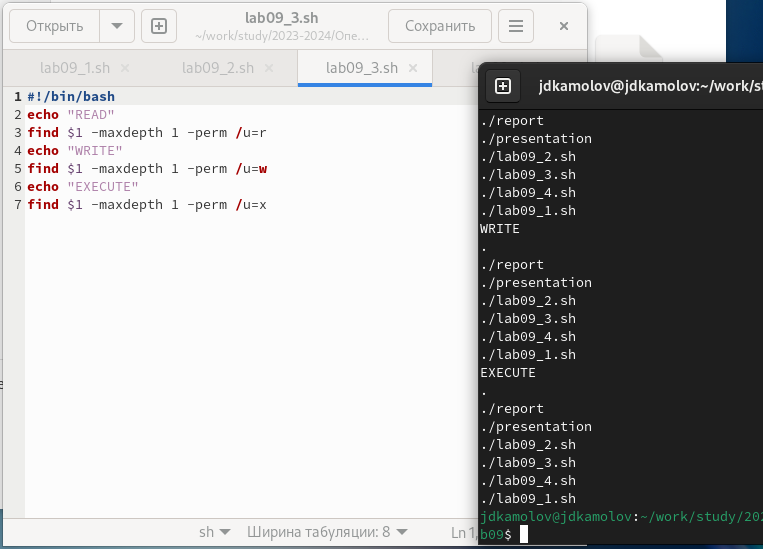 Открыть
lab09_3.sh
~/work/study/2023-2024/One...
Сохранить
lab09_1.sh
lab09_2.sh
lab09_3.sh
1 #!/bin/bash
2 echo "READ"
3 find $1 -maxdepth 1 -perm /u=r
4 echo "WRITE"
5 find $1 -maxdepth 1 -perm /u=w
6 echo "EXECUTE"
7 find $1 -maxdepth 1 -perm /u=x
sh
Ширина табуляции: 8
Ln 1,
jdkamolov@jdkamolov:~/work/st
./report
./presentation
./lab09_2.sh
./lab09_3.sh
./lab09_4.sh
./lab09_1.sh
WRITE
.
./report
./presentation
./lab09_2.sh
./lab09_3.sh
./lab09_4.sh
./lab09_1.sh
EXECUTE
.
./report
./presentation
./lab09_2.sh
./lab09_3.sh
./lab09_4.sh
./lab09_1.sh
jdkamolov@jdkamolov:~/work/study/202
b09$